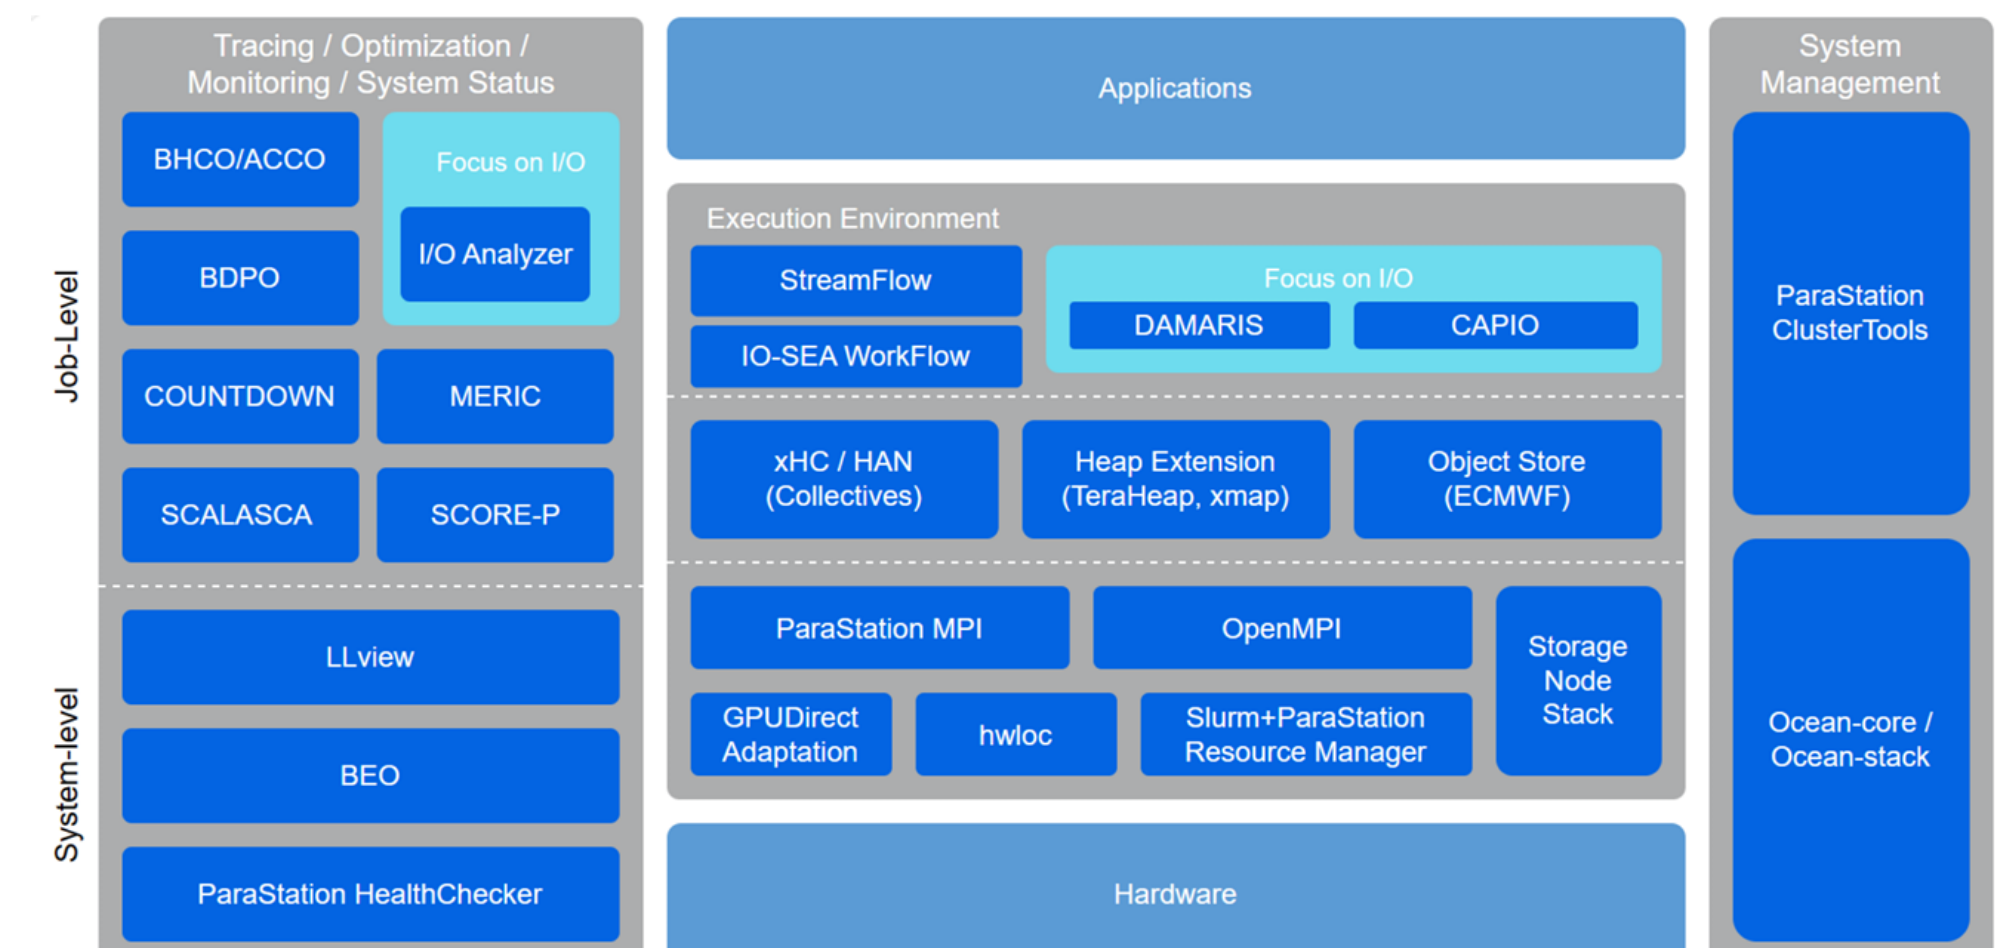 Job-Level
System-level
Tracing / Optimization /
Monitoring / System Status
BHCO/ACCO
Focus on I/O
I/O Analyzer
BDPO
COUNTDOWN
MERIC
SCALASCA
SCORE-P
LLview
BEO
ParaStation HealthChecker
Applications
Execution Environment
StreamFlow
IO-SEA WorkFlow
Focus on I/O
DAMARIS
CAPIO
xHC / HAN
(Collectives)
Heap Extension
(TeraHeap, xmap)
Object Store
(ECMWF)
ParaStation MPI
OpenMPI
Storage
Node
Stack
GPUDirect
Adaptation
hwloc
Slurm+ParaStation
Resource Manager
Hardware
System
Management
ParaStation
ClusterTools
Ocean-core /
Ocean-stack